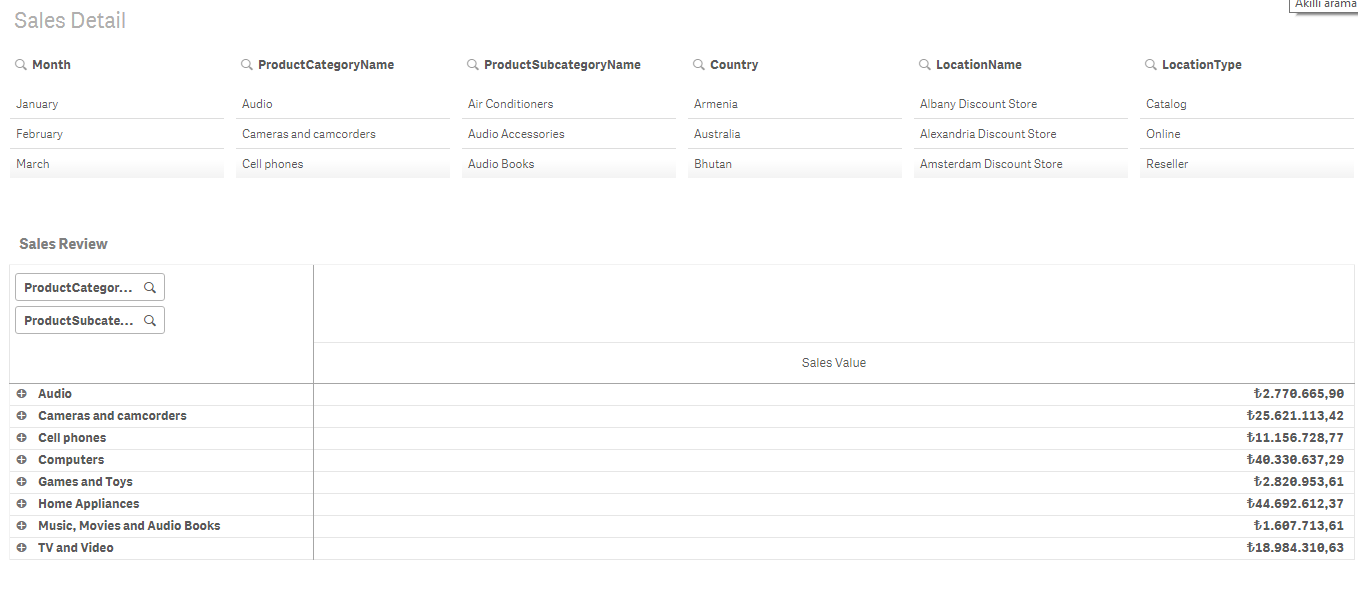 Akıllı arama
Sales Detail
Month ProductCategoryName ProductSubcategoryName Country LocationName LocationType
January Audio Air Conditioners Armenia Albany Discount Store Catalog
February Cameras and camcorders Audio Accessories Australia Alexandria Discount Store Online
March Cell phones Audio Books Bhutan Amsterdam Discount Store Reseller
Sales Review
ProductCategor...
ProductSubcate...
Sales Value
Audio ₺2.770.665,90
Cameras and camcorders ₺25.621.113,42
Cell phones ₺11.156.728,77
Computers ₺40.330.637,29
Games and Toys ₺2.820.953,61
Home Appliances ₺44.692.612,37
Music, Movies and Audio Books ₺1.607.713,61
TV and Video ₺18.984.310,63